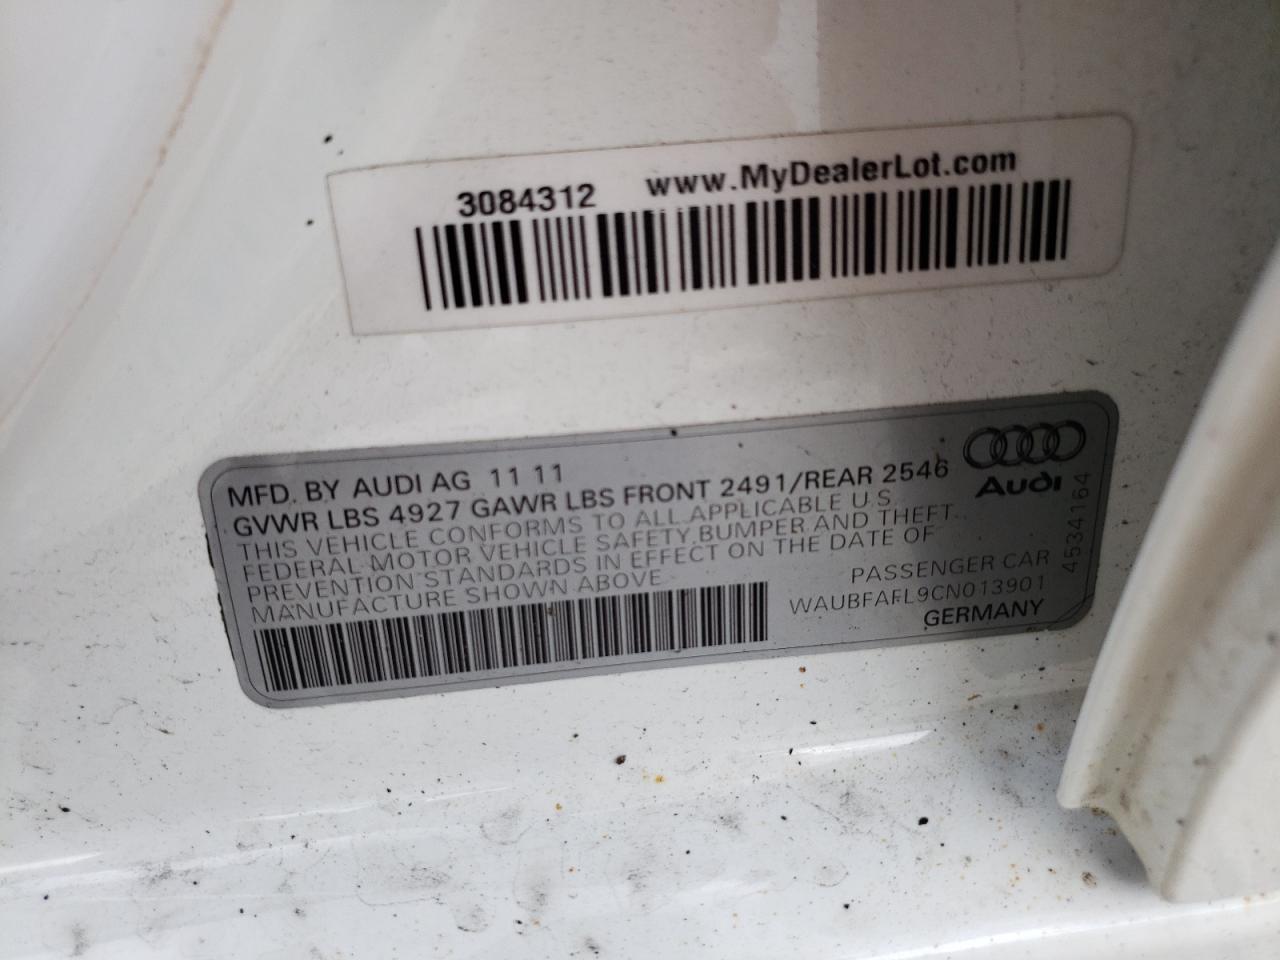 3084312 www.MyDealerLot.com
MFD. BY AUDI AG 11 11
GVWR LBS 4927 GAWR LBS FRONT 2491/REAR 2546
THIS VEHICLE CONFORMS TO ALL APPLICABLE U.S.
FEDERAL MOTOR VEHICLE SAFETY, BUMPER AND THEFT
PREVENTION STANDARDS IN EFFECT ON THE DATE OF
MANUFACTURE SHOWN ABOVE
PASSENGER CAR
WAUBFAFL9CN013901
GERMANY
Audi
4534164